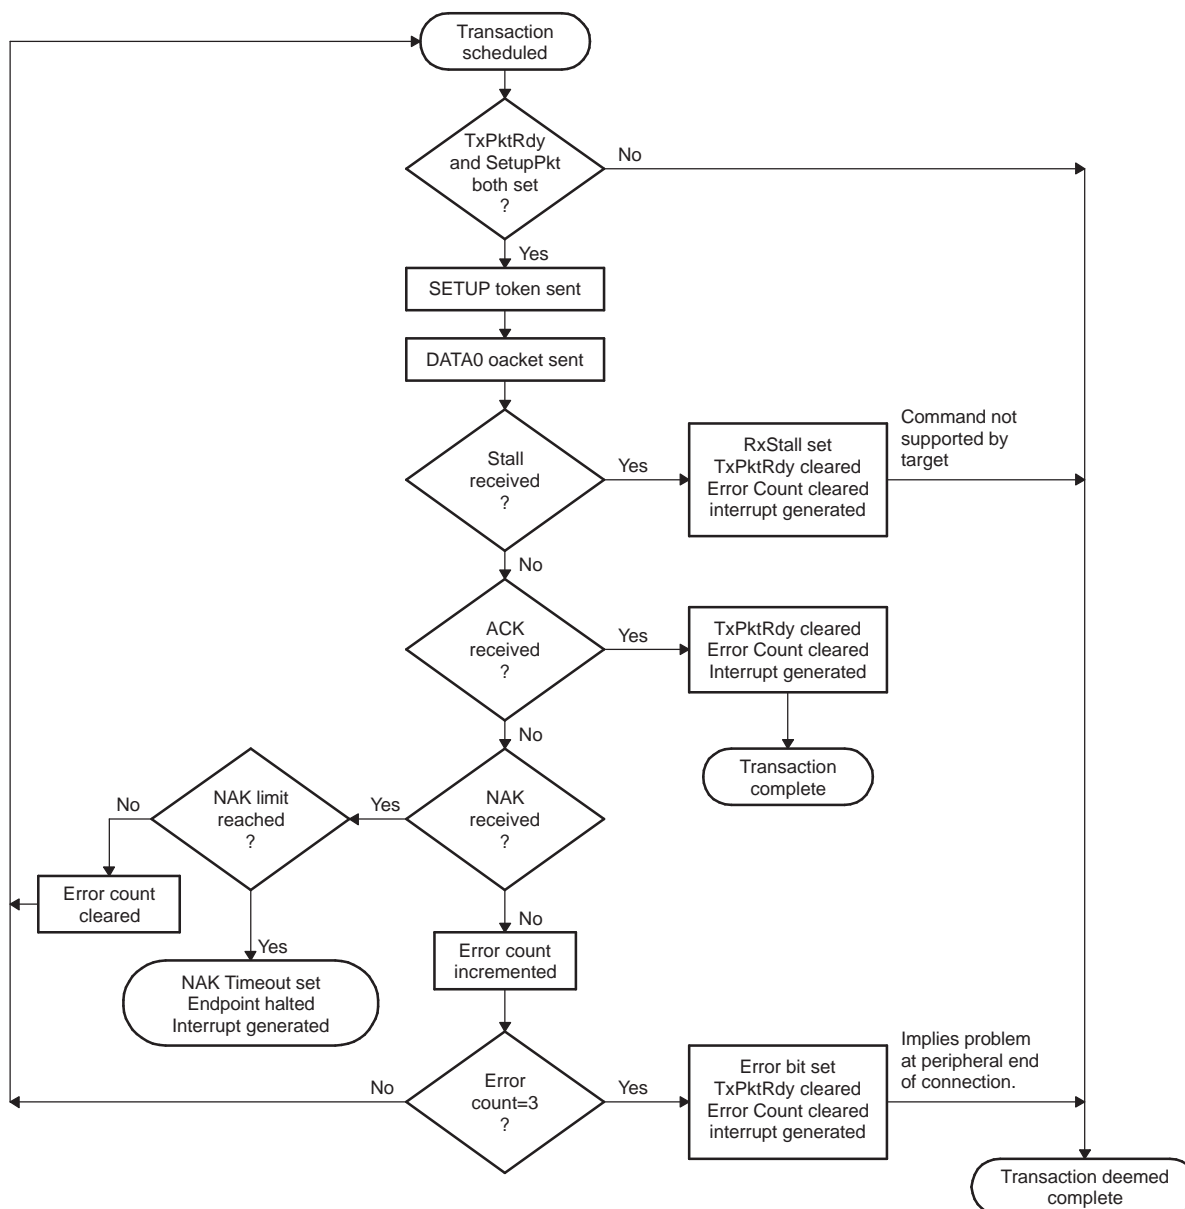 Transaction
scheduled
TxPktRdy
and SetupPkt
both set
?
No
Yes
SETUP token sent
DATA0 oacket sent
Stall
received
?
Yes
RxStall set
TxPktRdy cleared
Error Count cleared
interrupt generated
Command not
supported by
target
No
ACK
received
?
Yes
TxPktRdy cleared
Error Count cleared
Interrupt generated
No
Transaction
complete
NAK
received
?
Yes
NAK limit
reached
?
No
Error count
cleared
Yes
NAK Timeout set
Endpoint halted
Interrupt generated
No
Error count
incremented
Error
count=3
?
No
Yes
Error bit set
TxPktRdy cleared
Error Count cleared
interrupt generated
Implies problem
at peripheral end
of connection.
Transaction deemed
complete